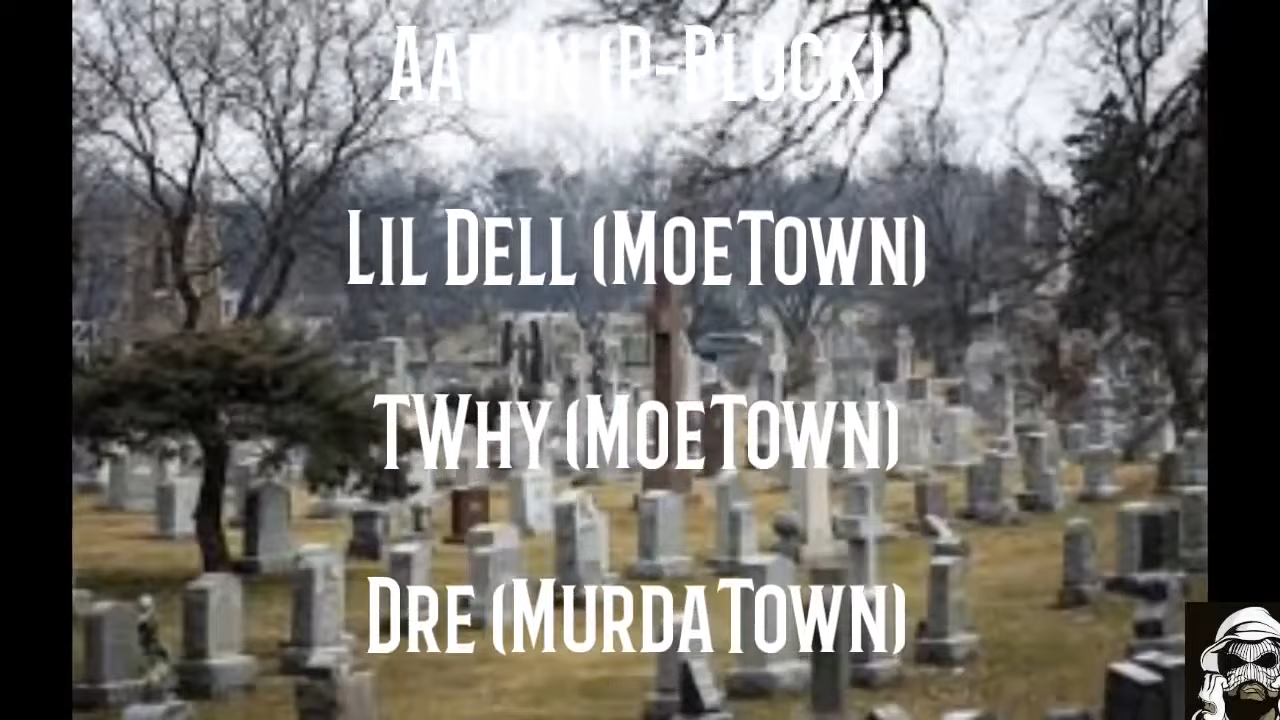 Aaron (P-Block)
Lil Dell (MoeTown)
TWhy (MoeTown)
Dre (MurdaTown)